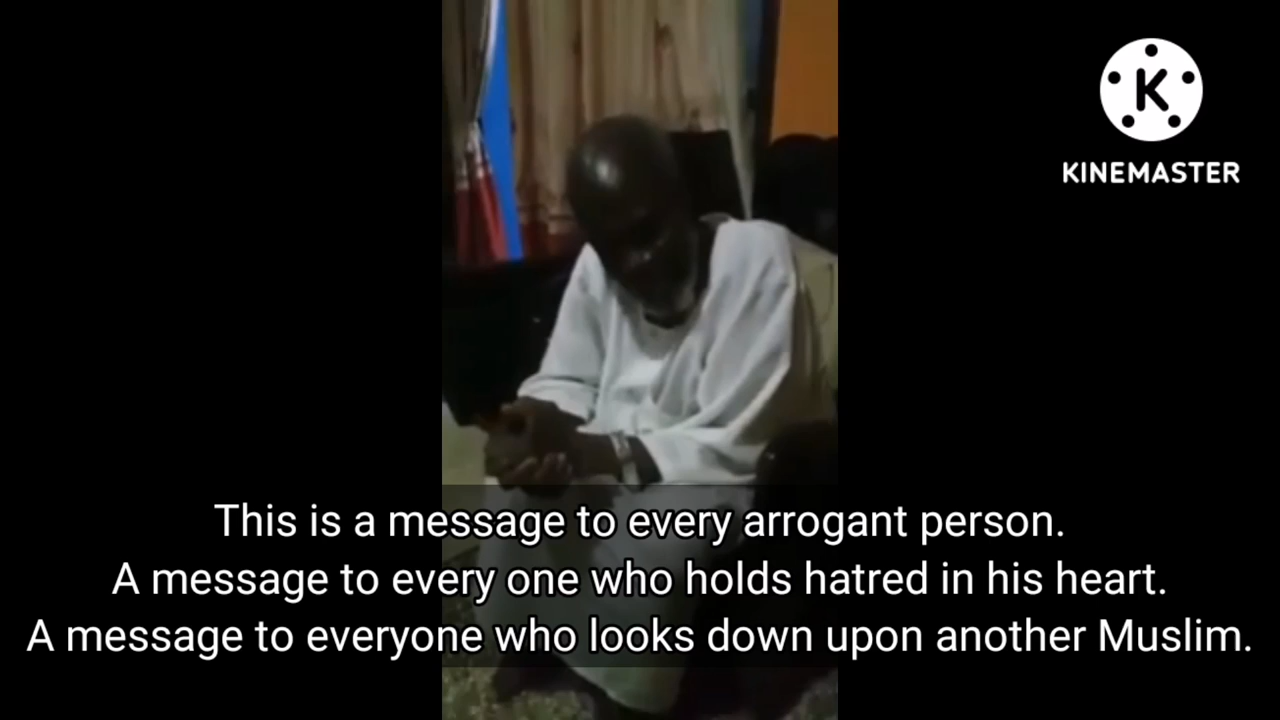 K
KINEMASTER
This is a message to every arrogant person.
A message to every one who holds hatred in his heart.
A message to everyone who looks down upon another Muslim.